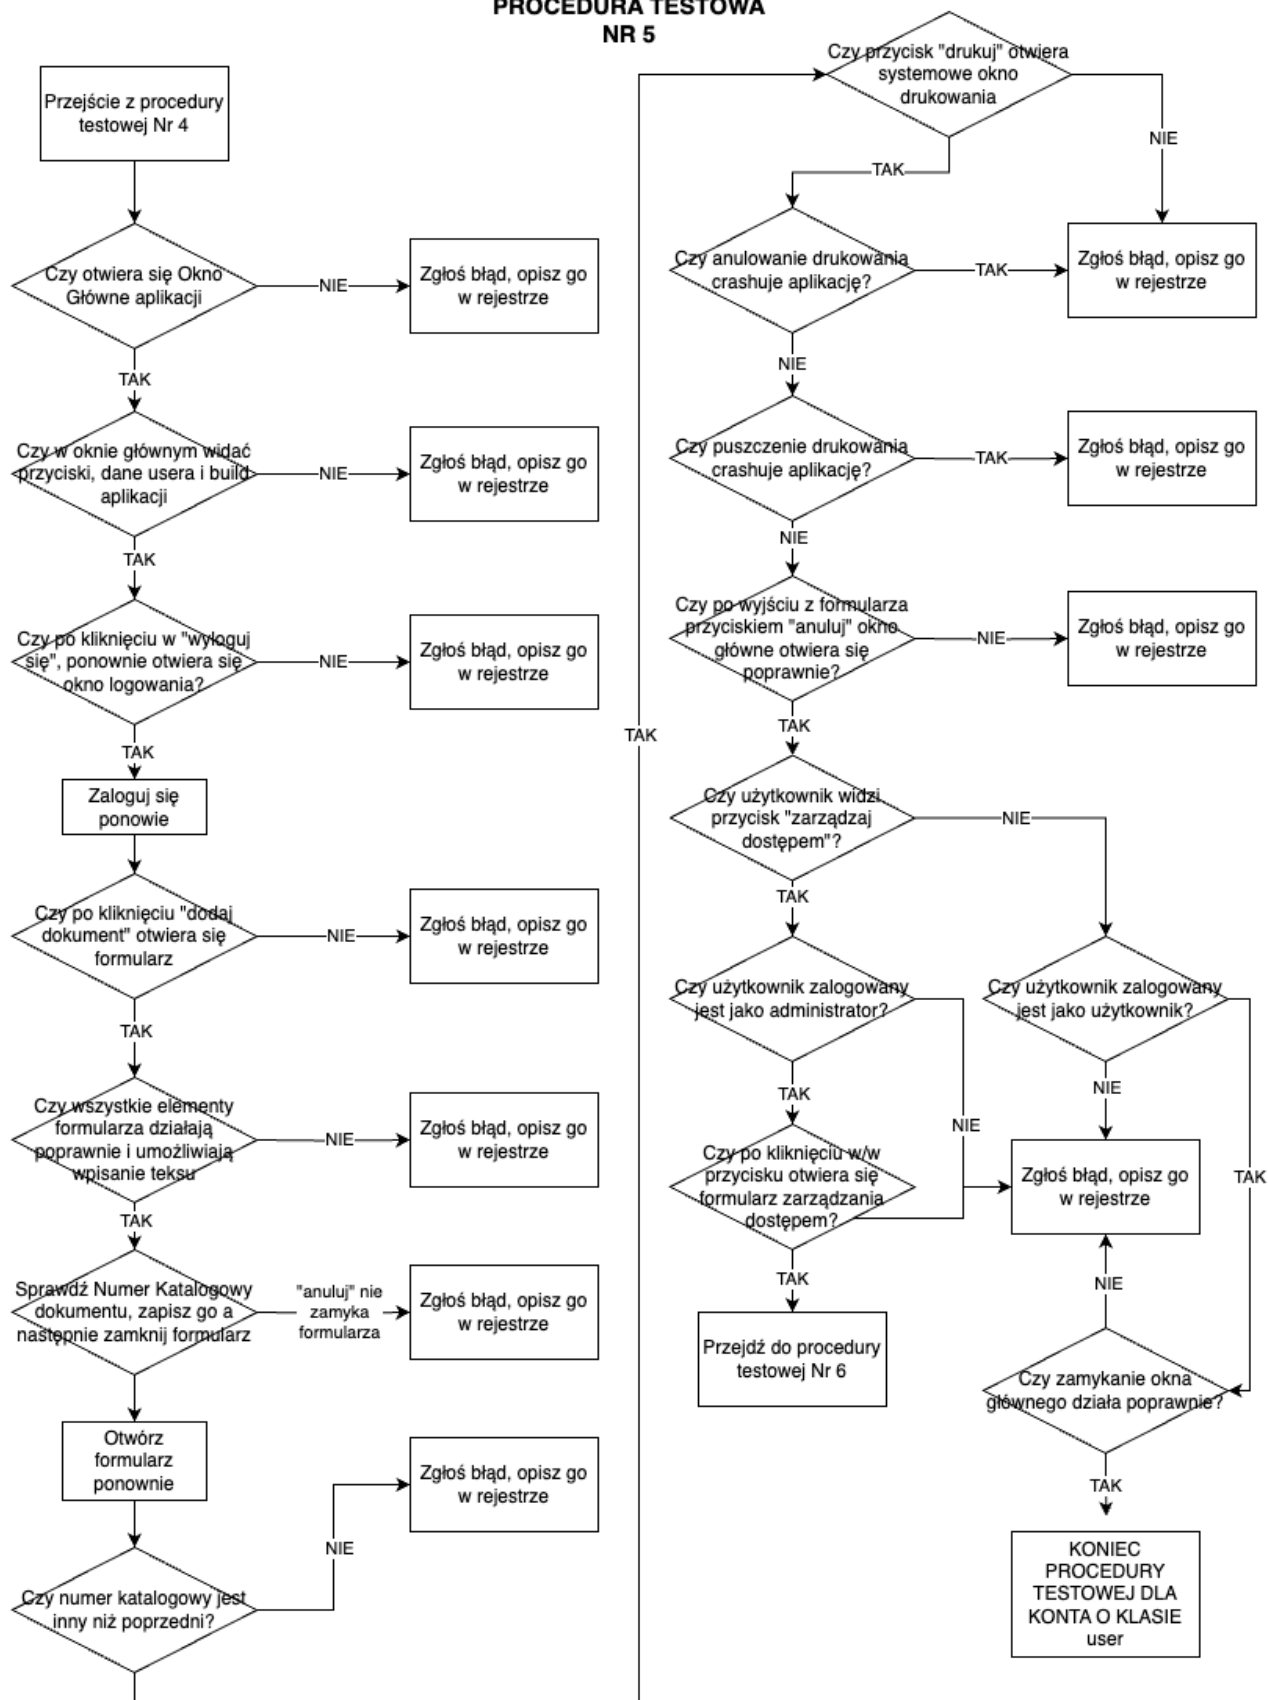 PROCEDURA TESTOWA
NR 5
Przejście z procedury
testowej Nr 4
Czy otwiera się Okno
Główne aplikacji
NIE
Zgłoś błąd, opisz go
w rejestrze
TAK
Czy w oknie głównym widać
przyciski, dane usera i build
aplikacji
NIE
Zgłoś błąd, opisz go
w rejestrze
TAK
Czy po kliknięciu w "wyloguj
się", ponownie otwiera się
okno logowania?
NIE
Zgłoś błąd, opisz go
w rejestrze
TAK
Zaloguj się
ponowie
Czy po kliknięciu "dodaj
dokument" otwiera się
formularz
NIE
Zgłoś błąd, opisz go
w rejestrze
TAK
Czy wszystkie elementy
formularza działają
poprawnie i umożliwiają
wpisanie teksu
NIE
Zgłoś błąd, opisz go
w rejestrze
TAK
Sprawdź Numer Katalogowy
dokumentu, zapisz go a
następnie zamknij formularz
"anuluj" nie
zamyka
formularza
Zgłoś błąd, opisz go
w rejestrze
Otwórz
formularz
ponownie
Zgłoś błąd, opisz go
w rejestrze
NIE
Czy numer katalogowy jest
inny niż poprzedni?
TAK
Czy przycisk "drukuj" otwiera
systemowe okno
drukowania
NIE
TAK
Czy anulowanie drukowania
crashuje aplikację?
TAK
Zgłoś błąd, opisz go
w rejestrze
NIE
Czy puszczenie drukowania
crashuje aplikację?
TAK
Zgłoś błąd, opisz go
w rejestrze
NIE
Czy po wyjściu z formularza
przyciskiem "anuluj" okno
główne otwiera się
poprawnie?
NIE
Zgłoś błąd, opisz go
w rejestrze
TAK
Czy użytkownik widzi
przycisk "zarządzaj
dostępem"?
NIE
TAK
Czy użytkownik zalogowany
jest jako administrator?
Czy użytkownik zalogowany
jest jako użytkownik?
TAK
NIE
NIE
TAK
Czy po kliknięciu w/w
przycisku otwiera się
formularz zarządzania
dostępem?
Zgłoś błąd, opisz go
w rejestrze
TAK
NIE
Przejdź do procedury
testowej Nr 6
Czy zamykanie okna
głównego działa poprawnie?
TAK
KONIEC
PROCEDURY
TESTOWEJ DLA
KONTA O KLASIE
user